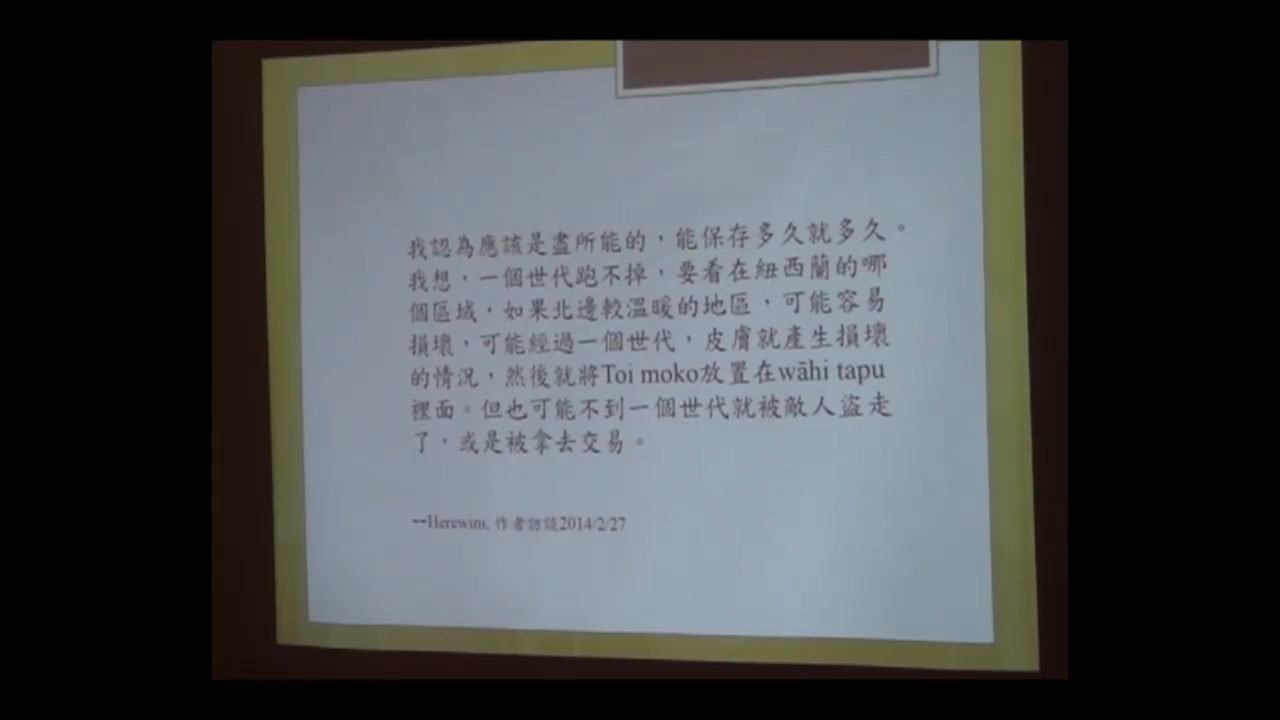 我認為應該是盡所能的，能保存多久就多久。
我想，一個世代跑不掉，要看在紐西蘭的哪
個區域，如果北邊較溫暖的地區，可能容易
損壞，可能經過一個世代，皮膚就產生損壞
的情況，然後就將Toi moko放置在wāhi tapu
裡面。但也可能不到一個世代就被敵人盜走
了，或是被拿去交易。
--Herewini, 作者訪談2014/2/27